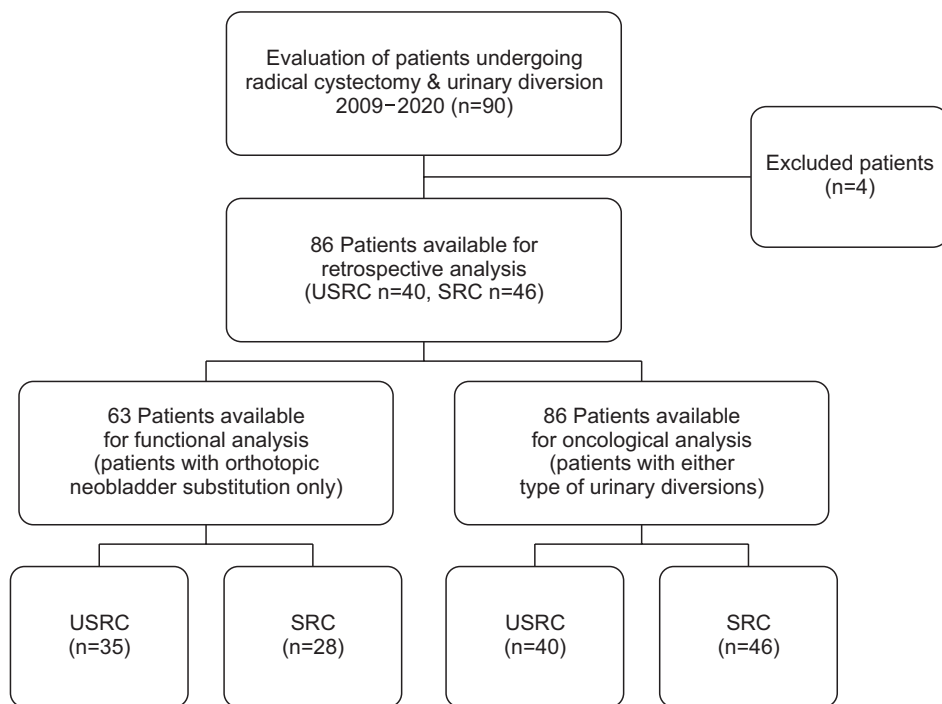 Evaluation of patients undergoing
radical cystectomy & urinary diversion
2009−2020 (n=90)
Excluded patients
(n=4)
86 Patients available for
retrospective analysis
(USRC n=40, SRC n=46)
63 Patients available
for functional analysis
(patients with orthotopic
neobladder substitution only)
86 Patients available
for oncological analysis
(patients with either
type of urinary diversions)
USRC
(n=35)
SRC
(n=28)
USRC
(n=40)
SRC
(n=46)